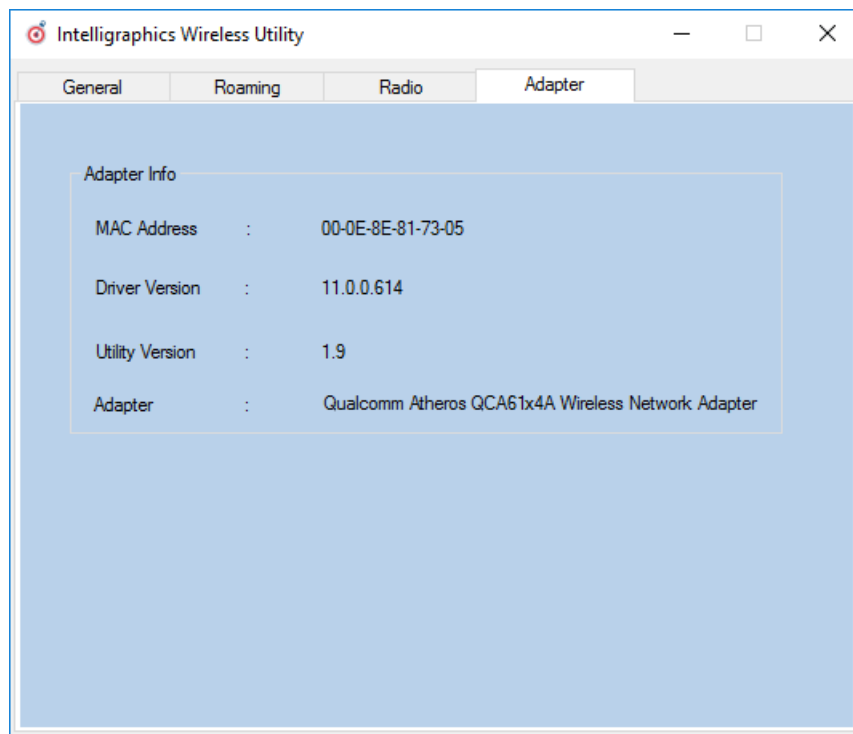 Intelligraphics Wireless Utility
General Roaming Radio Adapter
Adapter Info
MAC Address : 00-0E-8E-81-73-05
Driver Version : 11.0.0.614
Utility Version : 1.9
Adapter : Qualcomm Atheros QCA61x4A Wireless Network Adapter